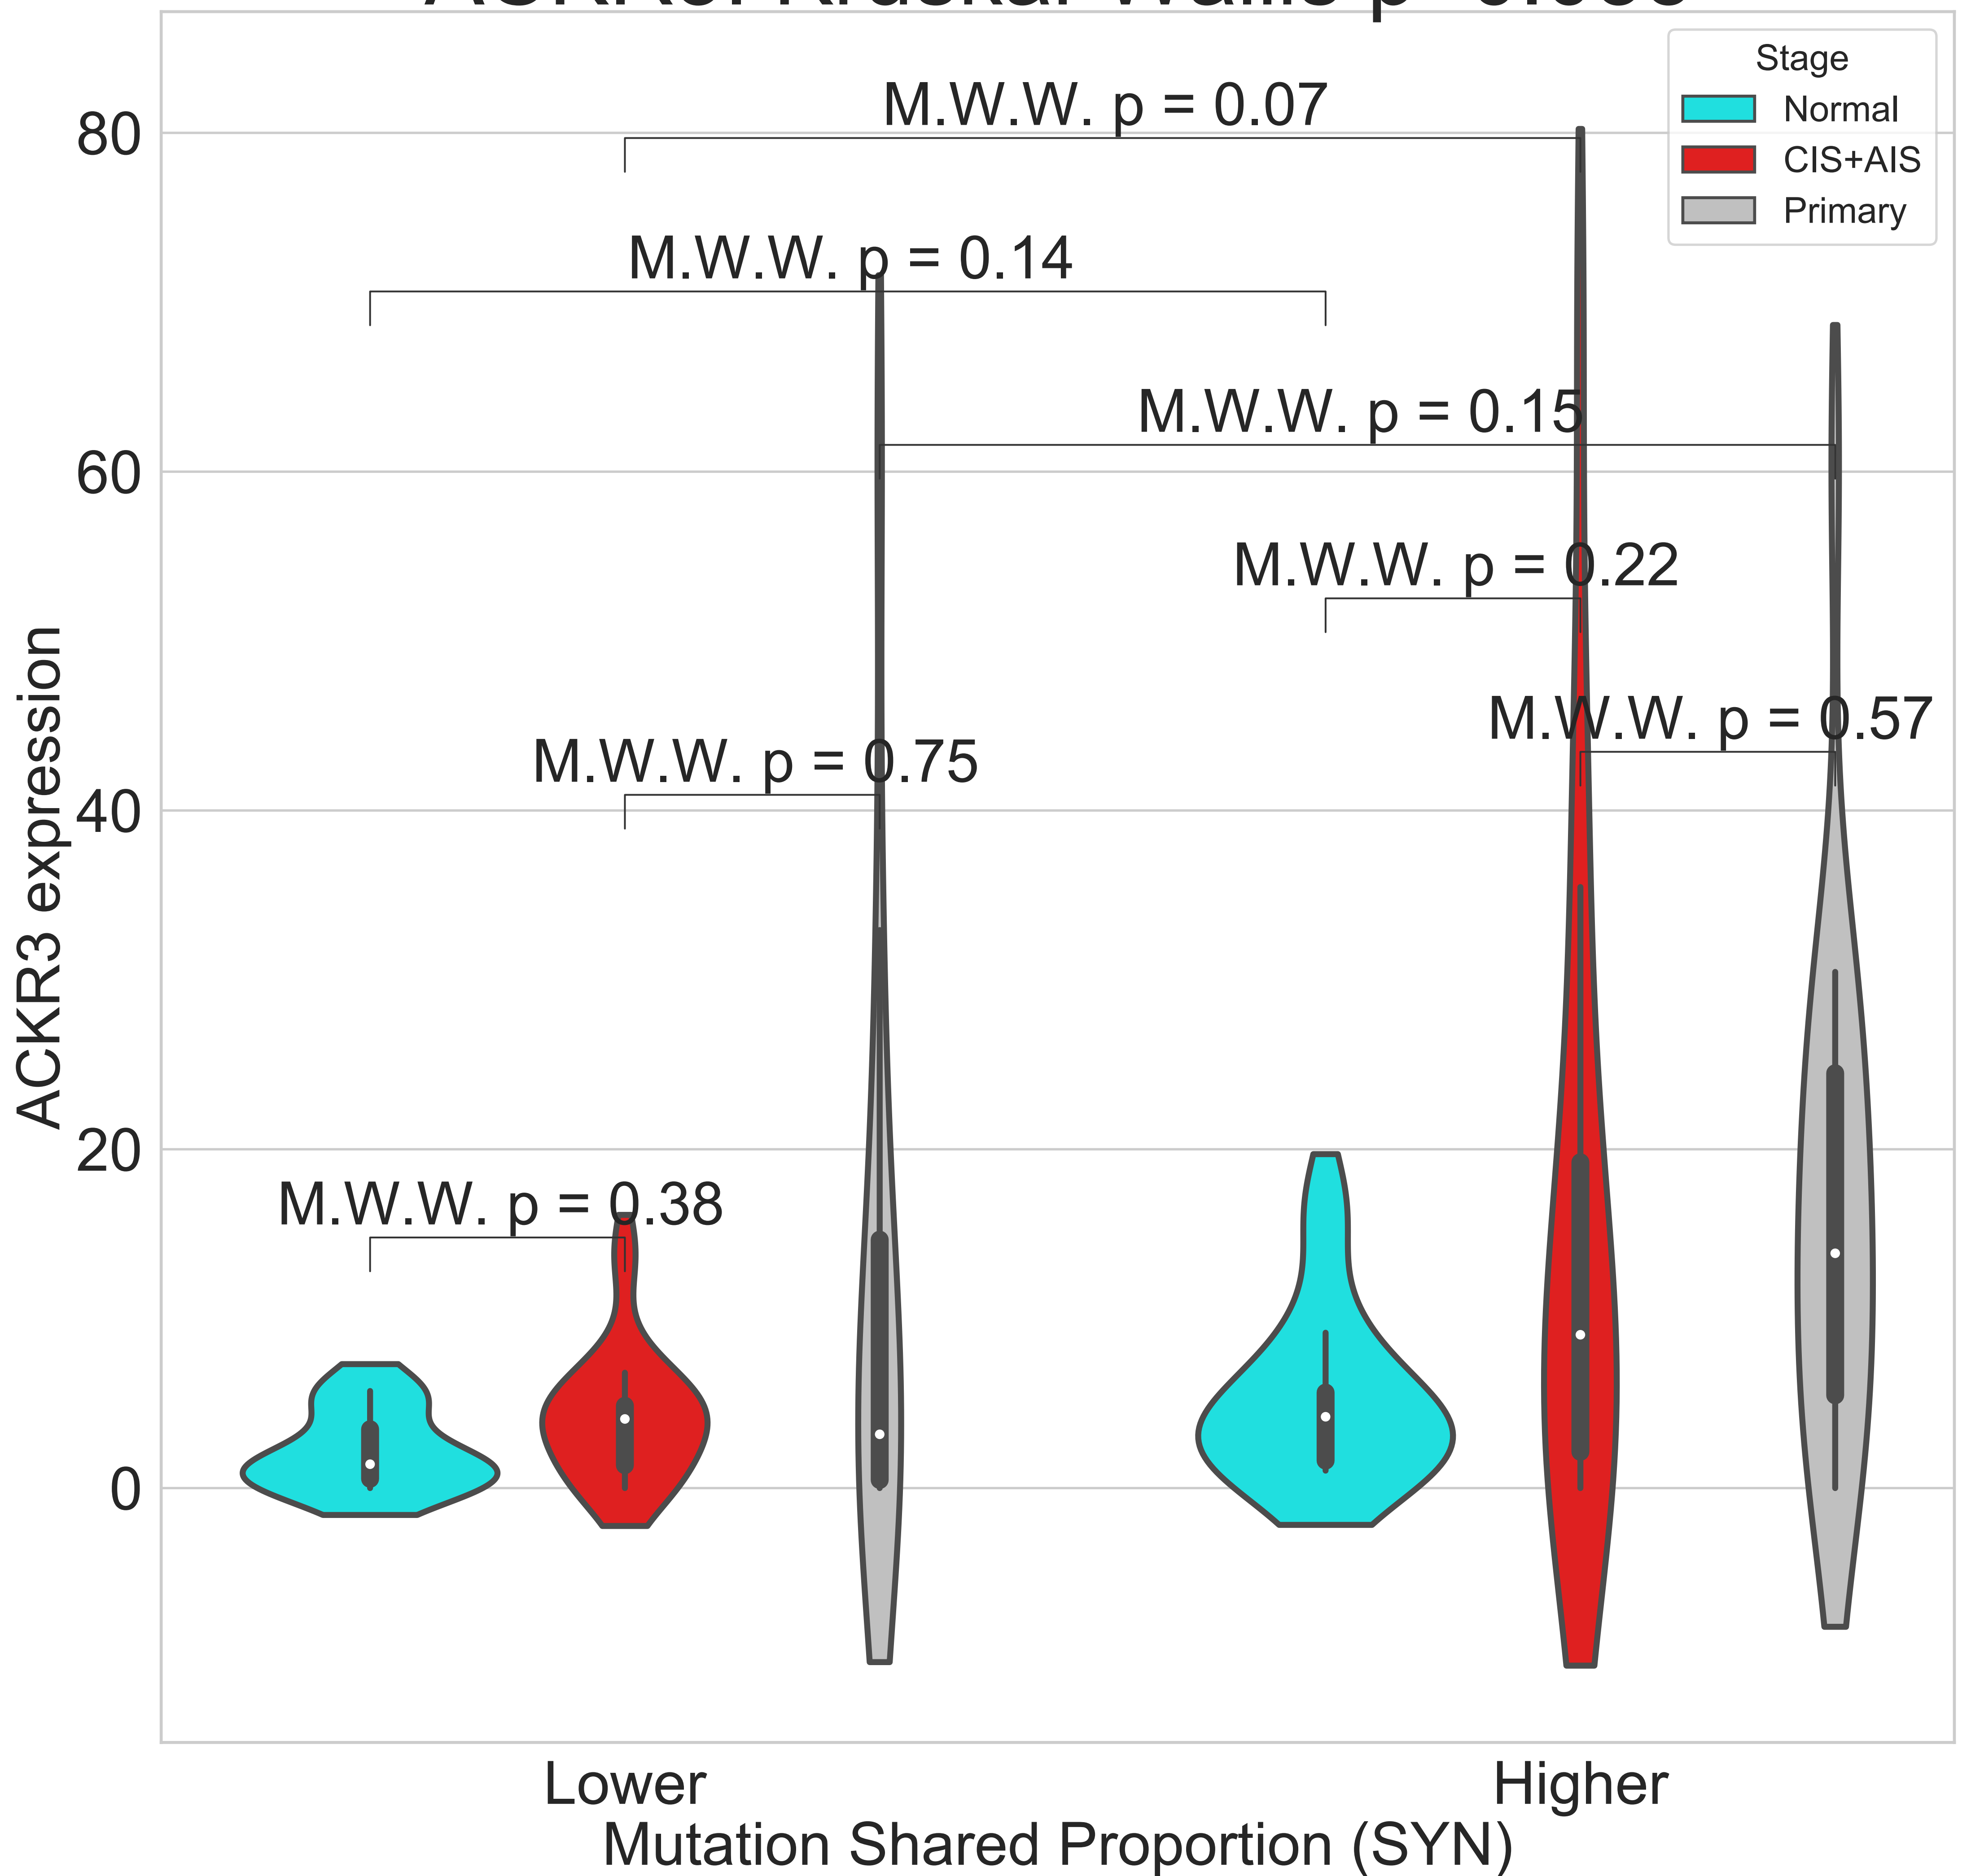 Stage
Normal
CIS+AIS
Primary
M.W.W. p = 0.07
M.W.W. p = 0.14
M.W.W. p = 0.15
M.W.W. p = 0.22
M.W.W. p = 0.57
M.W.W. p = 0.75
M.W.W. p = 0.38
80
60
40
20
0
ACKR3 expression
Lower
Higher
Mutation Shared Proportion (SYN)